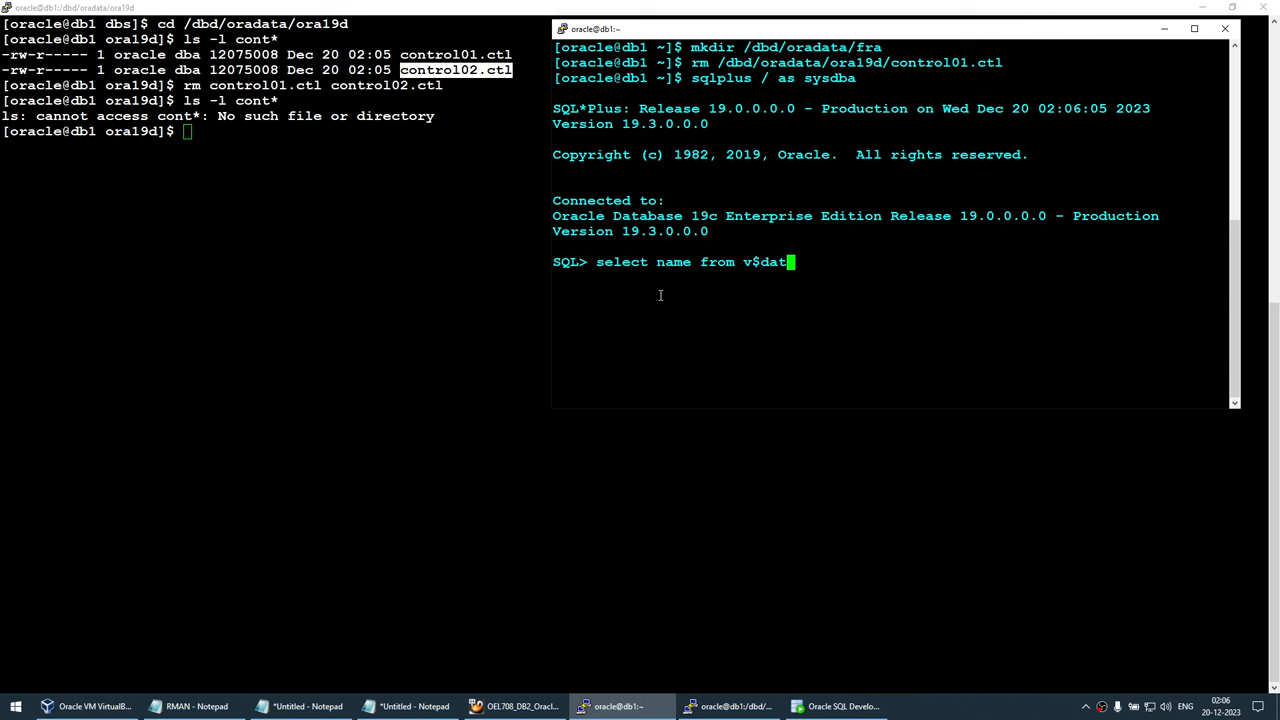 oracle@db1:/dbd/oradata/ora19d
[oracle@db1 dbs]$ cd /dbd/oradata/ora19d
[oracle@db1 ora19d]$ ls -l cont*
-rw-r----- 1 oracle dba 12075008 Dec 20 02:05 control01.ctl
-rw-r----- 1 oracle dba 12075008 Dec 20 02:05 control02.ctl
[oracle@db1 ora19d]$ rm control01.ctl control02.ctl
[oracle@db1 ora19d]$ ls -l cont*
ls: cannot access cont*: No such file or directory
[oracle@db1 ora19d]$
oracle@db1:~
[oracle@db1 ~]$ mkdir /dbd/oradata/fra
[oracle@db1 ~]$ rm /dbd/oradata/ora19d/control01.ctl
[oracle@db1 ~]$ sqlplus / as sysdba
SQL*Plus: Release 19.0.0.0.0 - Production on Wed Dec 20 02:06:05 2023
Version 19.3.0.0.0
Copyright (c) 1982, 2019, Oracle.  All rights reserved.
Connected to:
Oracle Database 19c Enterprise Edition Release 19.0.0.0.0 - Production
Version 19.3.0.0.0
SQL> select name from v$dat
Oracle VM VirtualB...
RMAN - Notepad
*Untitled - Notepad
*Untitled - Notepad
OEL708_DB2_Oracl...
oracle@db1:~
oracle@db1:/dbd/...
Oracle SQL Develo...
ENG
02:06
20-12-2023